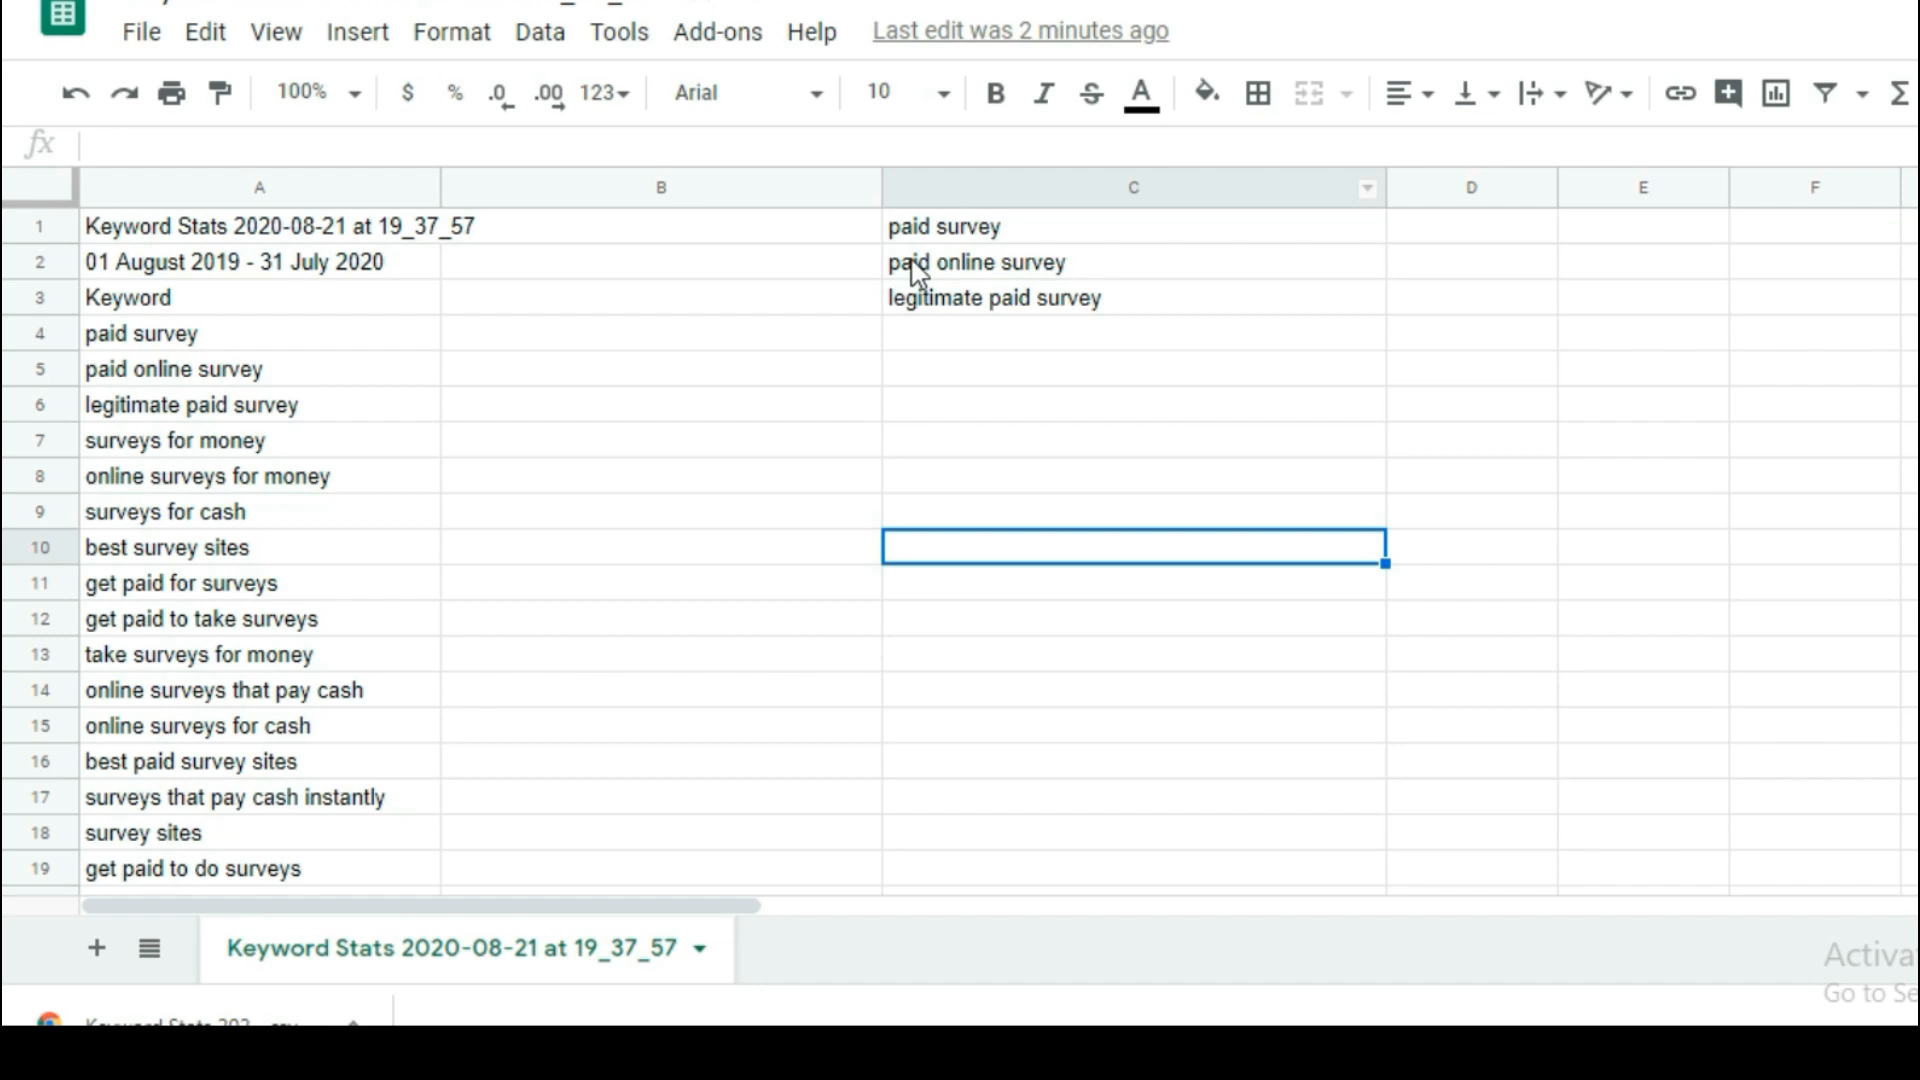 File Edit View Insert Format Data Tools Add-ons Help Last edit was 2 minutes ago
100% $ % .0 .00 123 Arial 10 B I S A Σ
fx
A B C D E F
1 Keyword Stats 2020-08-21 at 19_37_57 paid survey
2 01 August 2019 - 31 July 2020 paid online survey
3 Keyword legitimate paid survey
4 paid survey
5 paid online survey
6 legitimate paid survey
7 surveys for money
8 online surveys for money
9 surveys for cash
10 best survey sites
11 get paid for surveys
12 get paid to take surveys
13 take surveys for money
14 online surveys that pay cash
15 online surveys for cash
16 best paid survey sites
17 surveys that pay cash instantly
18 survey sites
19 get paid to do surveys
+ Keyword Stats 2020-08-21 at 19_37_57
Activa
Go to Se